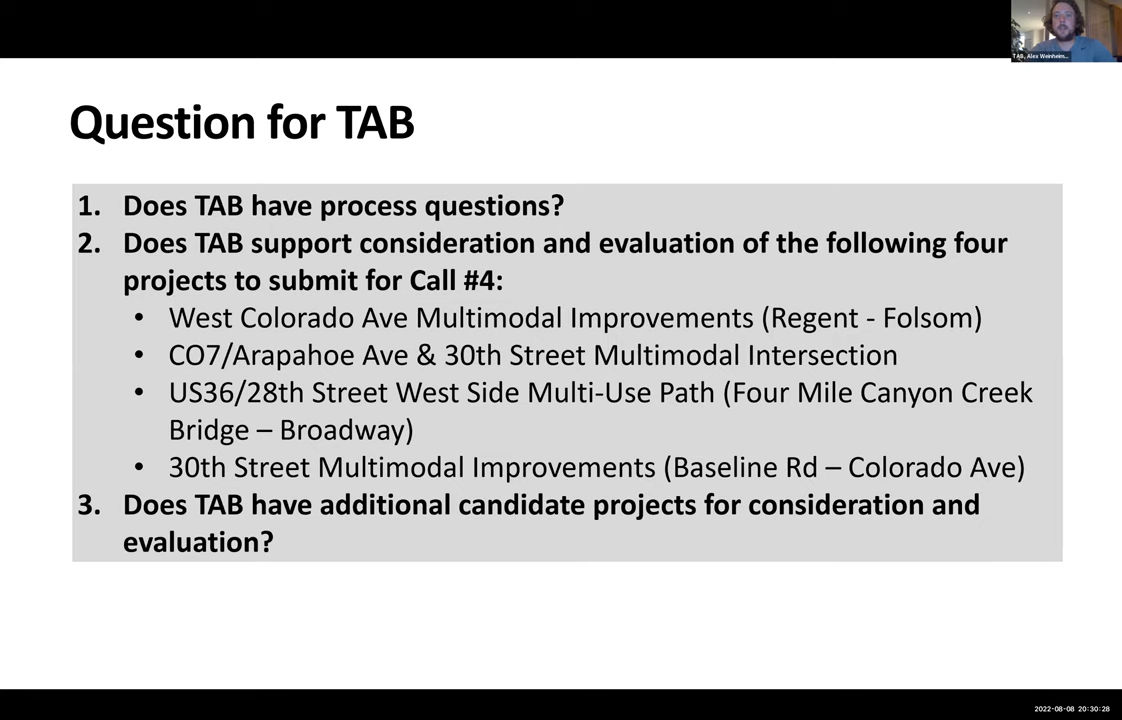 Question for TAB
1. Does TAB have process questions?
2. Does TAB support consideration and evaluation of the following four
projects to submit for Call #4:
• West Colorado Ave Multimodal Improvements (Regent - Folsom)
• CO7/Arapahoe Ave & 30th Street Multimodal Intersection
• US36/28th Street West Side Multi-Use Path (Four Mile Canyon Creek
Bridge – Broadway)
• 30th Street Multimodal Improvements (Baseline Rd – Colorado Ave)
3. Does TAB have additional candidate projects for consideration and
evaluation?
TAB, Alex Weinheim...
2022-08-08 20:30:28